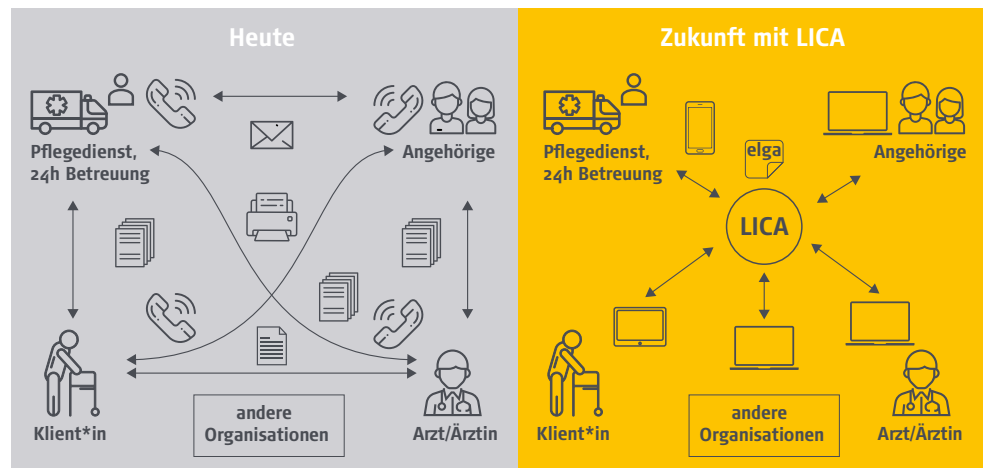 Heute
Pflegedienst,
24h Betreuung
Angehörige
Klient*in
andere
Organisationen
Arzt/Ärztin
Zukunft mit LICA
Pflegedienst,
24h Betreuung
elga
Angehörige
LICA
Klient*in
andere
Organisationen
Arzt/Ärztin